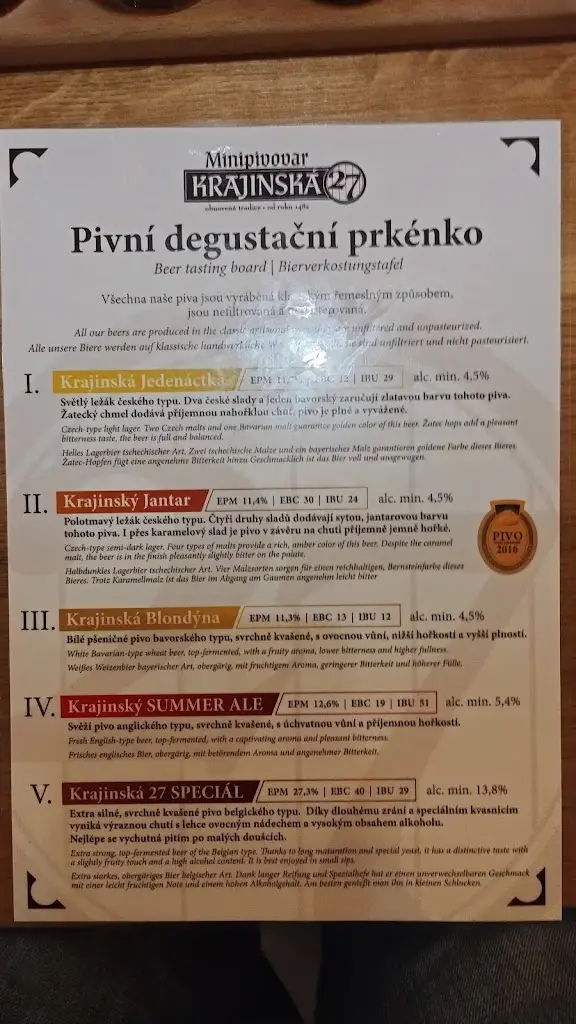 Minipivovar
KRAJINSKÁ 27
obnovená tradice • od roku 1482
Pivní degustační prkénko
Beer tasting board | Bierverkostungstafel
Všechna naše piva jsou vyráběna řemeslným způsobem,
jsou nefiltrovaná a
All our beers are produced in the classic unfiltered and unpasteurized.
Alle unsere Biere werden auf klassische handwerkliche sind unfiltriert und nicht pasteurisiert.
I. Krajinská Jedenáctka EPM 12 | IBU 29 alc. min. 4,5%
Světlý ležák českého typu. Dva české slady a jeden bavorský zaručují zlatavou barvu tohoto piva.
Žatecký chmel dodává příjemnou nahořklou chuť, pivo je plné a vyvážené.
Czech-type light lager. Two Czech malts and one Bavarian malt guarantee golden color of this beer. Žatec hops add a pleasant
bitterness taste, the beer is full and balanced.
Helles Lagerbier tschechischer Art. Zwei tschechische Malze und ein bayerisches Malz garantieren goldene Farbe dieses Bieres.
Žatec-Hopfen fügt eine angenehme Bitterkeit hinzu Geschmacklich ist das Bier voll und ausgewogen.
II. Krajinský Jantar EPM 11,4% | EBC 30 | IBU 24 alc. min. 4,5%
Polotmavý ležák českého typu. Čtyři druhy sladů dodávají sytou, jantarovou barvu
tohoto piva. I přes karamelový slad je pivo v závěru na chuti příjemně jemně hořké.
Czech-type semi-dark lager. Four types of malts provide a rich, amber color of this beer. Despite the caramel
malt, the beer is in the finish pleasantly slightly bitter on the palate.
Halbdunkles Lagerbier tschechischer Art. Vier Malzsorten sorgen für einen reichhaltigen, Bernsteinfarbe dieses
Bieres. Trotz Karamellmalz ist das Bier im Abgang am Gaumen angenehm leicht bitter
PIVO
2016
III. Krajinská Blondýna EPM 11,3% | EBC 13 | IBU 12 alc. min. 4,5%
Bílé pšeničné pivo bavorského typu, svrchně kvašené, s ovocnou vůní, nižší hořkostí a vyšší plností.
White Bavarian-type wheat beer, top-fermented, with a fruity aroma, lower bitterness and higher fullness.
Weißes Weizenbier bayerischer Art, obergärig, mit fruchtigem Aroma, geringerer Bitterkeit und höherer Fülle.
IV. Krajinský SUMMER ALE EPM 12,6% | EBC 19 | IBU 51 alc. min. 5,4%
Svěží pivo anglického typu, svrchně kvašené, s úchvatnou vůní a příjemnou hořkostí.
Fresh English-type beer, top-fermented, with a captivating aroma and pleasant bitterness.
Frisches englisches Bier, obergärig, mit betörendem Aroma und angenehmer Bitterkeit.
V. Krajinská 27 SPECIÁL EPM 27,3% | EBC 40 | IBU 29 alc. min. 13,8%
Extra silné, svrchně kvašené pivo belgického typu. Díky dlouhému zrání a speciálním kvasnicím
vyniká výraznou chutí s lehce ovocným nádechem a vysokým obsahem alkoholu.
Nejlépe se vychutná pitím po malých doušcích.
Extra strong, top-fermented beer of the Belgian type. Thanks to long maturation and special yeast, it has a distinctive taste with
a slightly fruity touch and a high alcohol content. It is best enjoyed in small sips.
Extra starkes, obergäriges Bier belgischer Art. Dank langer Reifung und Spezialhefe hat er einen unverwechselbaren Geschmack
mit einer leicht fruchtigen Note und einem hohen Alkoholgehalt. Am besten genießt man ihn in kleinen Schlucken.